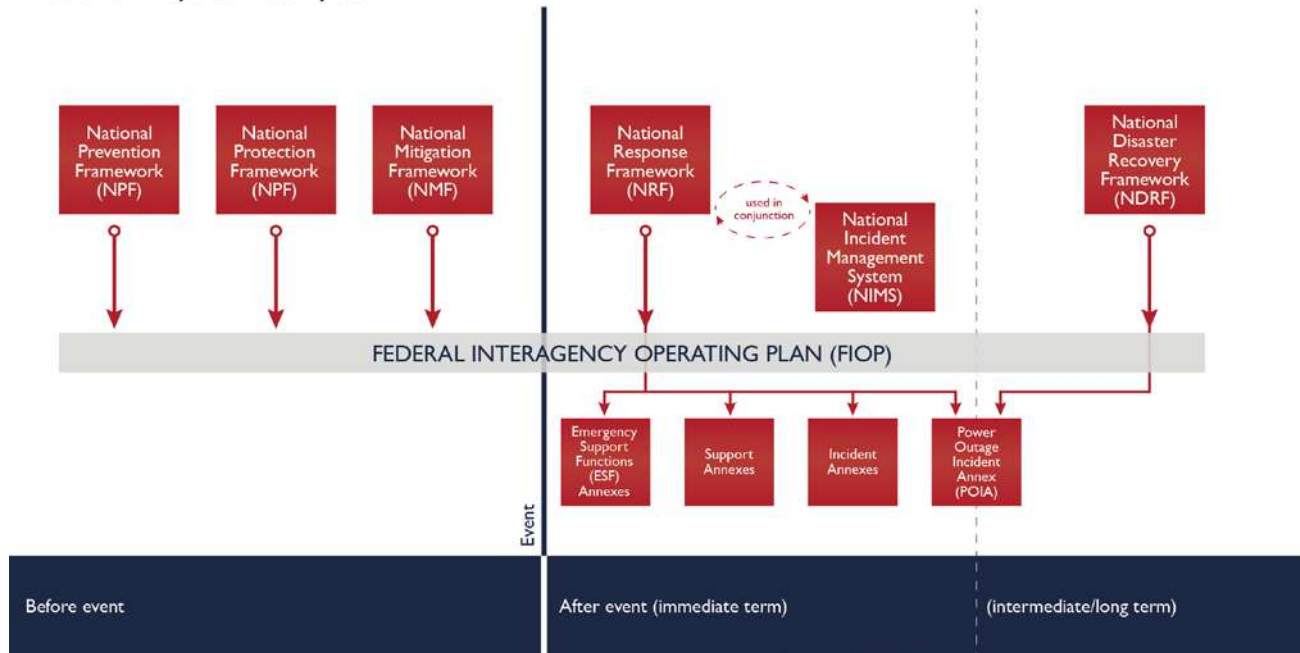 National
Prevention
Framework
(NPF)
National
Protection
Framework
(NPF)
National
Mitigation
Framework
(NMF)
National
Response
Framework
(NRF)
used in
conjunction
National
Incident
Management
System
(NIMS)
National
Disaster
Recovery
Framework
(NDRF)
FEDERAL INTERAGENCY OPERATING PLAN (FIOP)
Emergency
Support
Functions
(ESF)
Annexes
Support
Annexes
Incident
Annexes
Power
Outage
Incident
Annex
(POIA)
Event
Before event
After event (immediate term)
(intermediate/long term)